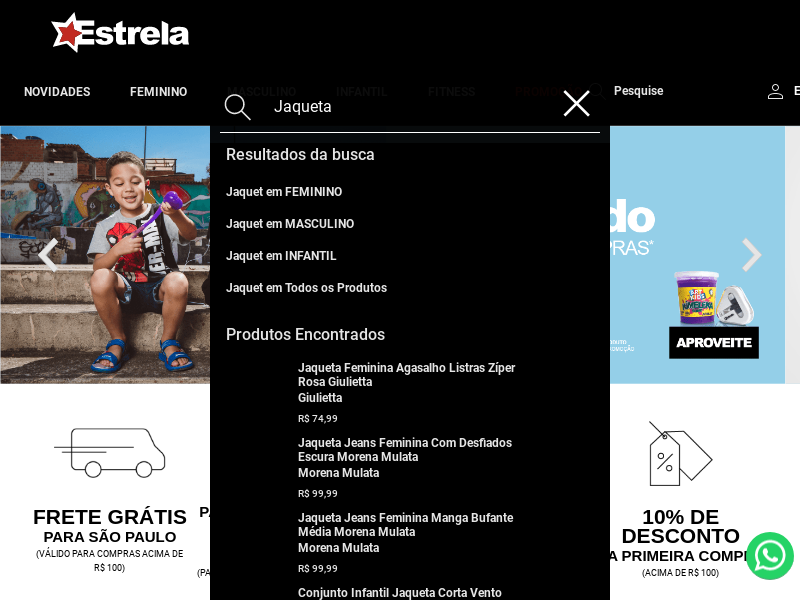 Estrela
NOVIDADES
FEMININO
MASCULINO
INFANTIL
FITNESS
Pesquise
Jaqueta
Resultados da busca
Jaquet em FEMININO
Jaquet em MASCULINO
Jaquet em INFANTIL
Jaquet em Todos os Produtos
Produtos Encontrados
Jaqueta Feminina Agasalho Listras Zíper
Rosa Giulietta
Giulietta
R$ 74,99
Jaqueta Jeans Feminina Com Desfiados
Escura Morena Mulata
Morena Mulata
R$ 99,99
Jaqueta Jeans Feminina Manga Bufante
Média Morena Mulata
Morena Mulata
R$ 99,99
Conjunto Infantil Jaqueta Corta Vento
do
PRAS*
APROVEITE
FRETE GRÁTIS
PARA SÃO PAULO
(VÁLIDO PARA COMPRAS ACIMA DE
R$ 100)
10% DE
DESCONTO
A PRIMEIRA COMP
(ACIMA DE R$ 100)